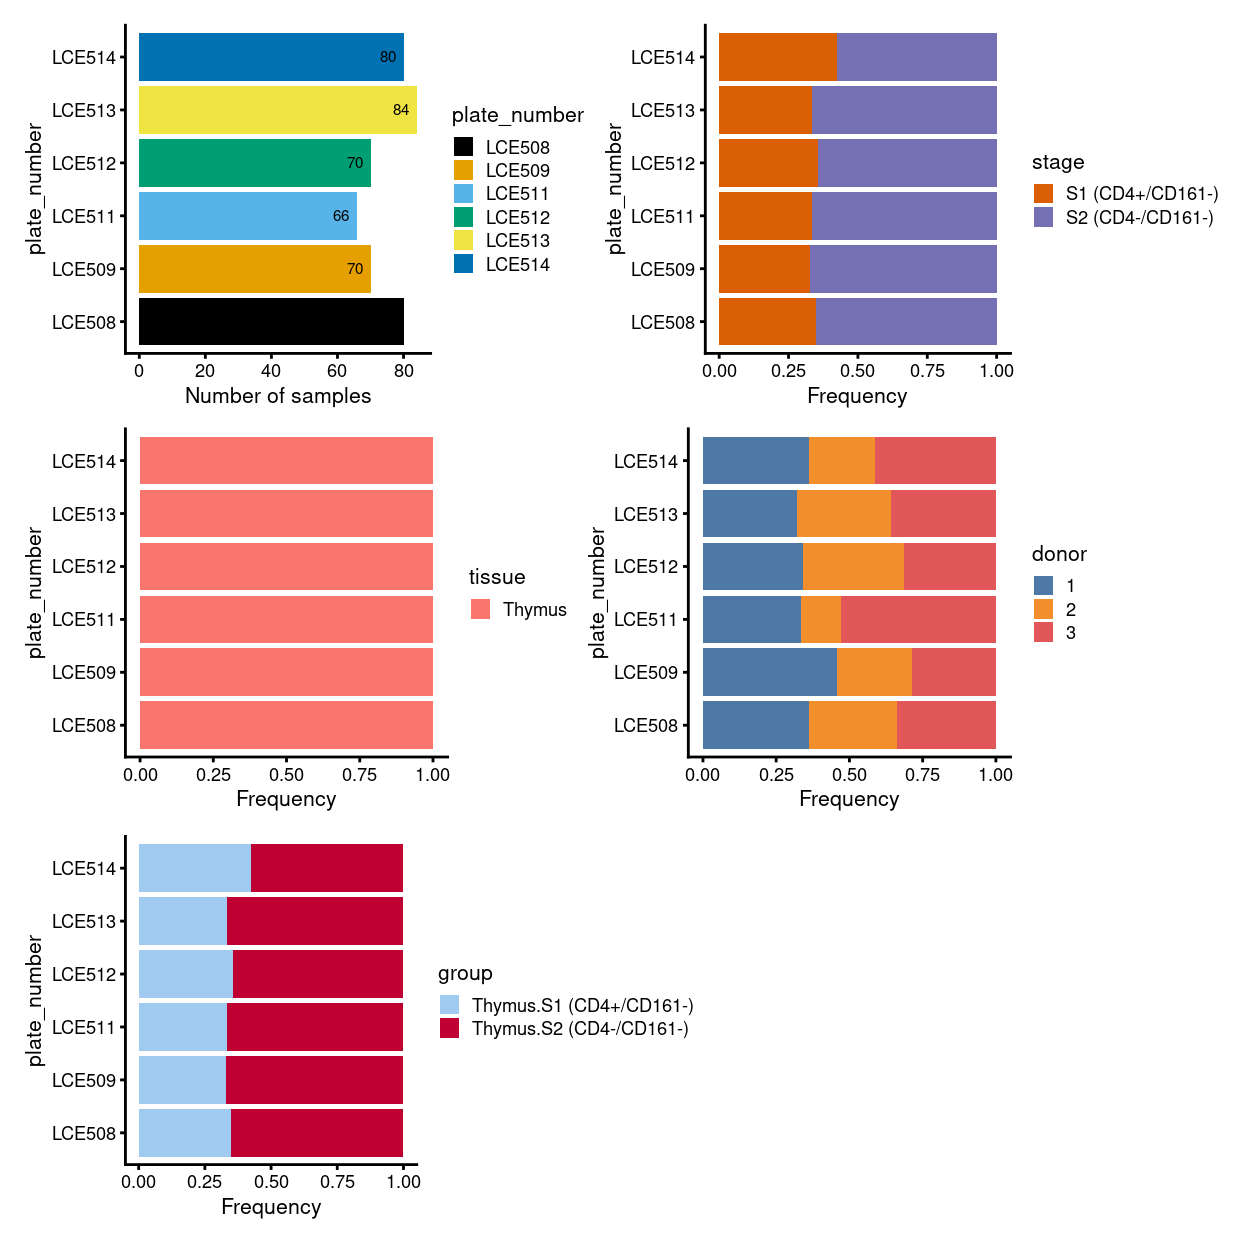 plate_number
LCE514
LCE513
LCE512
LCE511
LCE509
LCE508
80
84
70
66
70
0 20 40 60 80
Number of samples
plate_number
LCE508
LCE509
LCE511
LCE512
LCE513
LCE514
plate_number
LCE514
LCE513
LCE512
LCE511
LCE509
LCE508
0.00 0.25 0.50 0.75 1.00
Frequency
stage
S1 (CD4+/CD161-)
S2 (CD4-/CD161-)
plate_number
LCE514
LCE513
LCE512
LCE511
LCE509
LCE508
0.00 0.25 0.50 0.75 1.00
Frequency
tissue
Thymus
plate_number
LCE514
LCE513
LCE512
LCE511
LCE509
LCE508
0.00 0.25 0.50 0.75 1.00
Frequency
donor
1
2
3
plate_number
LCE514
LCE513
LCE512
LCE511
LCE509
LCE508
0.00 0.25 0.50 0.75 1.00
Frequency
group
Thymus.S1 (CD4+/CD161-)
Thymus.S2 (CD4-/CD161-)